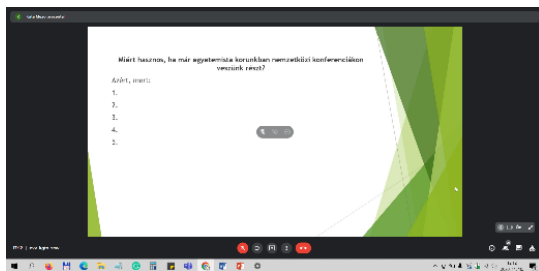 Miért hasznos, ha már egyetemista korunkban nemzetközi konferenciákon
veszünk részt?
Azért, mert:
1.
2.
3.
4.
5.